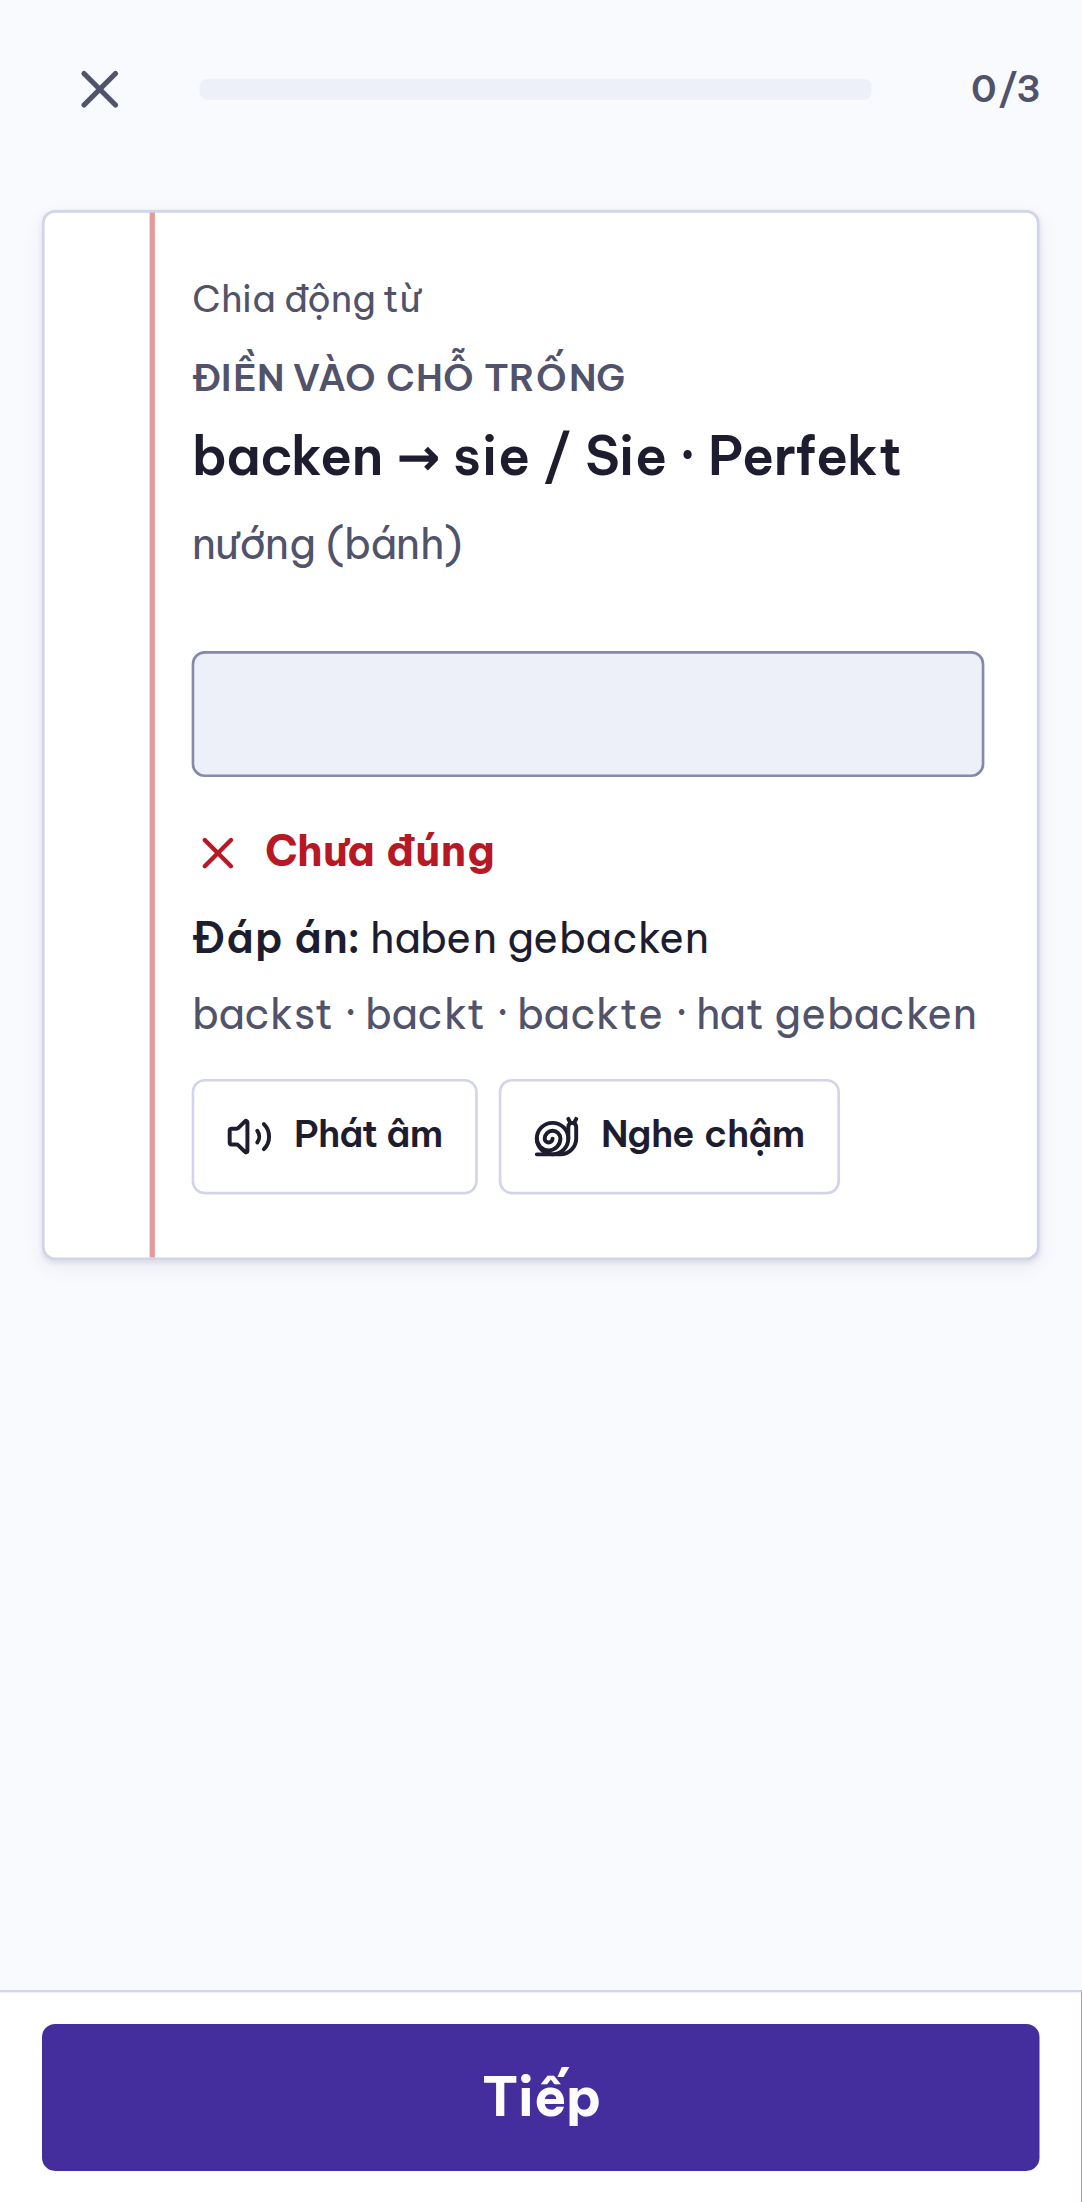 0/3
Chia động từ
ĐIỀN VÀO CHỖ TRỐNG
backen → sie / Sie · Perfekt
nướng (bánh)
Chưa đúng
Đáp án: haben gebacken
backst · backt · backte · hat gebacken
Phát âm
Nghe chậm
Tiếp